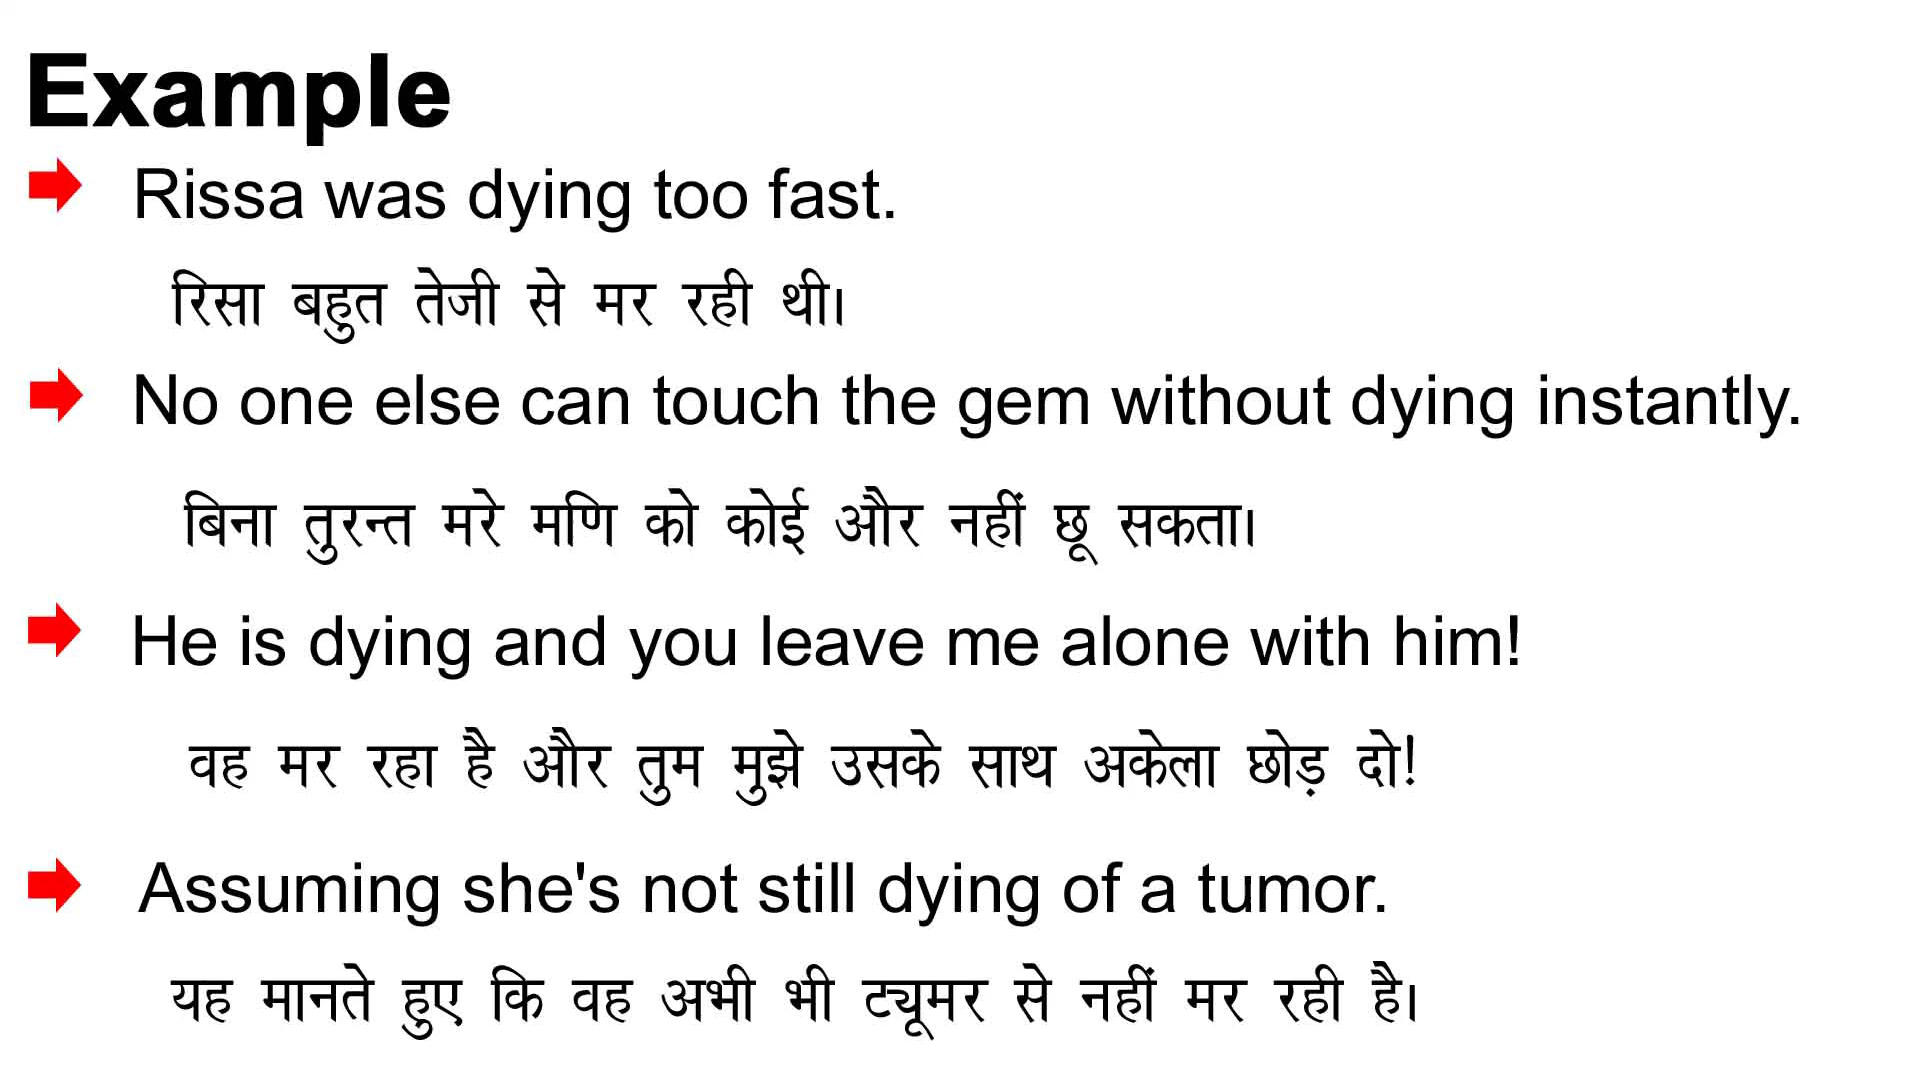 Example
Rissa was dying too fast.
रिसा बहुत तेजी से मर रही थी।
No one else can touch the gem without dying instantly.
बिना तुरन्त मरे मणि को कोई और नहीं छू सकता।
He is dying and you leave me alone with him!
वह मर रहा है और तुम मुझे उसके साथ अकेला छोड़ दो!
Assuming she's not still dying of a tumor.
यह मानते हुए कि वह अभी भी ट्यूमर से नहीं मर रही है।